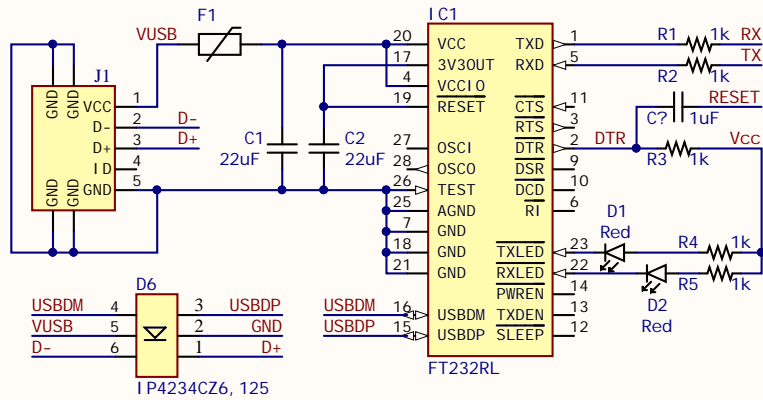 F1
VUSB
IC1
J1
GND
GND
VCC
1
D-
2
D-
D+
3
D+
ID
4
GND
5
GND
GND
C1
22uF
C2
22uF
20
VCC
TXD
1
R1
1k
RX
17
3V3OUT
RXD
5
R2
1k
TX
4
VCCIO
19
RESET
CTS
11
C?
1uF
RESET
RTS
3
27
OSCI
DTR
2
DTR
R3
1k
VCC
28
OSCO
DSR
9
26
TEST
DCD
10
25
AGND
RI
6
7
GND
D1
Red
18
GND
TXLED
23
R4
1k
21
GND
RXLED
22
R5
1k
D2
Red
PWREN
14
USBDM
16
USBDM
TXDEN
13
USBDP
15
USBDP
SLEEP
12
FT232RL
D6
USBDM
4
3
USBDP
VUSB
5
2
GND
D-
6
1
D+
IP4234CZ6, 125